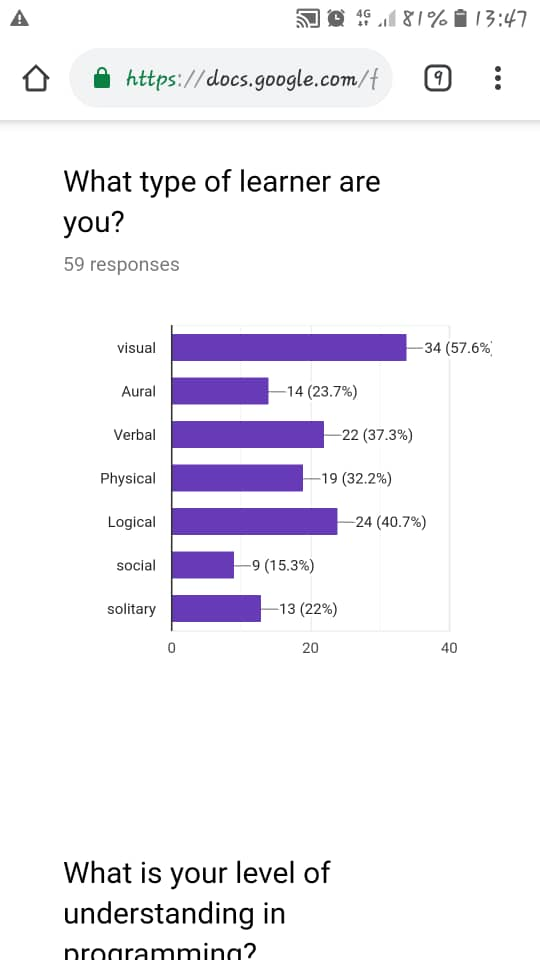 4G 81% 13:47
https://docs.google.com/f
9
What type of learner are
you?
59 responses
visual 34 (57.6%)
Aural 14 (23.7%)
Verbal 22 (37.3%)
Physical 19 (32.2%)
Logical 24 (40.7%)
social 9 (15.3%)
solitary 13 (22%)
0 20 40
What is your level of
understanding in
programming?